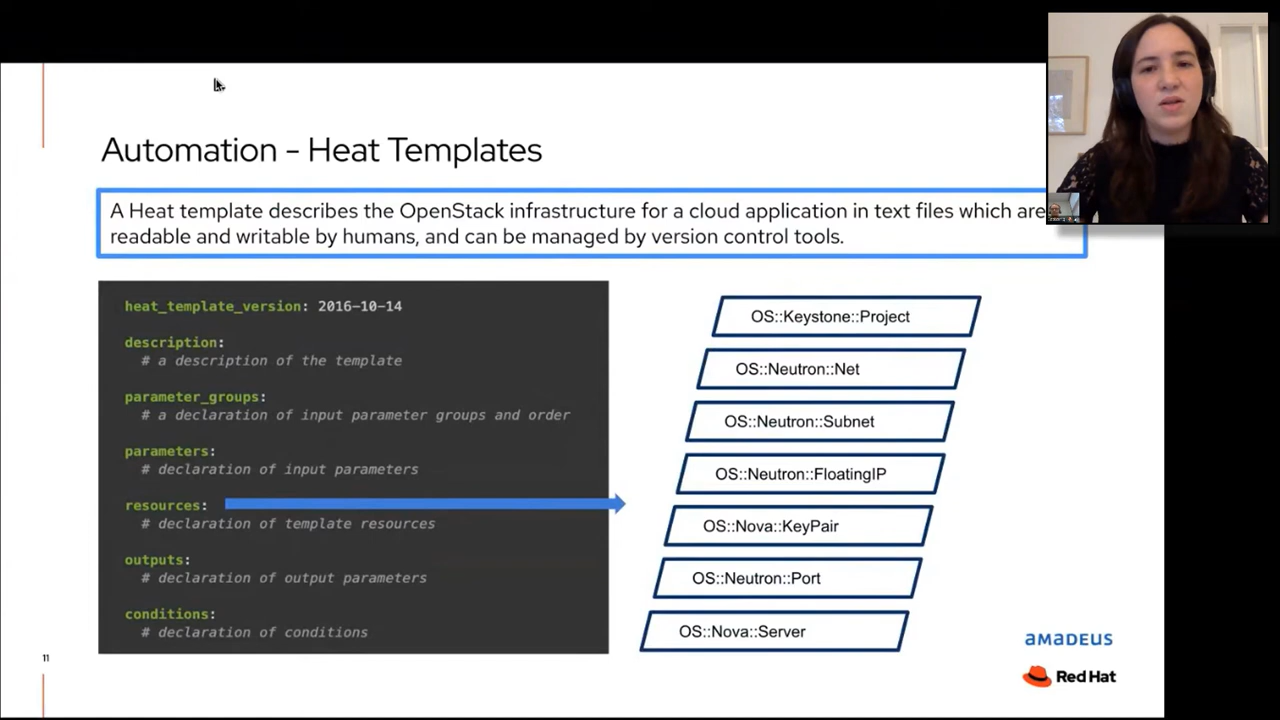 Automation - Heat Templates
A Heat template describes the OpenStack infrastructure for a cloud application in text files which are
readable and writable by humans, and can be managed by version control tools.
heat_template_version: 2016-10-14
description:
# a description of the template
parameter_groups:
# a declaration of input parameter groups and order
parameters:
# declaration of input parameters
resources:
# declaration of template resources
outputs:
# declaration of output parameters
conditions:
# declaration of conditions
OS::Keystone::Project
OS::Neutron::Net
OS::Neutron::Subnet
OS::Neutron::FloatingIP
OS::Nova::KeyPair
OS::Neutron::Port
OS::Nova::Server
11
amadeus
Red Hat